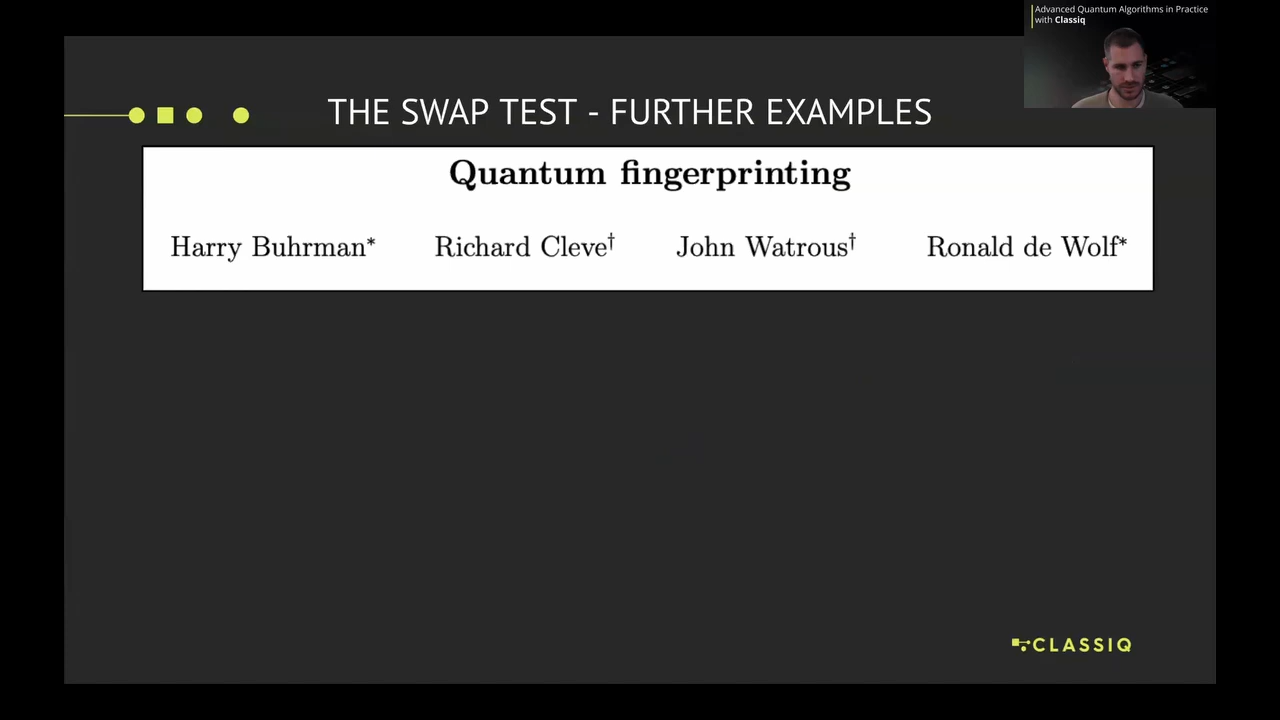 Advanced Quantum Algorithms in Practice
with Classiq
THE SWAP TEST - FURTHER EXAMPLES
Quantum fingerprinting
Harry Buhrman* Richard Cleve† John Watrous† Ronald de Wolf*
CLASSIQ